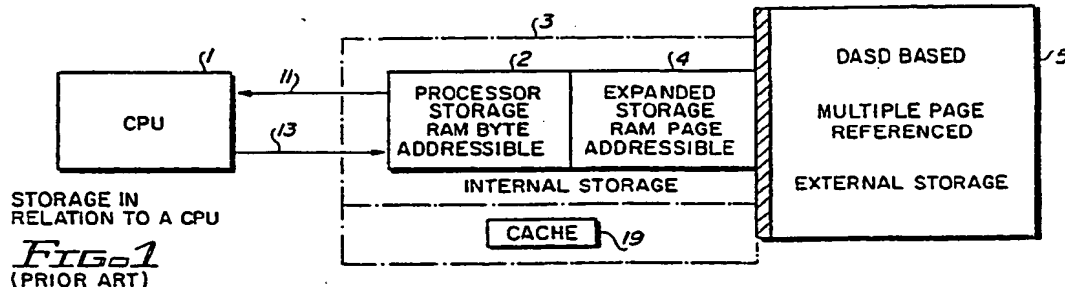 3
1
11
2
4
5
CPU
13
PROCESSOR
STORAGE
RAM BYTE
ADDRESSIBLE
EXPANDED
STORAGE
RAM PAGE
ADDRESSIBLE
DASD BASED
MULTIPLE PAGE
REFERENCED
EXTERNAL STORAGE
INTERNAL STORAGE
CACHE
19
STORAGE IN
RELATION TO A CPU
FIG. 1
(PRIOR ART)